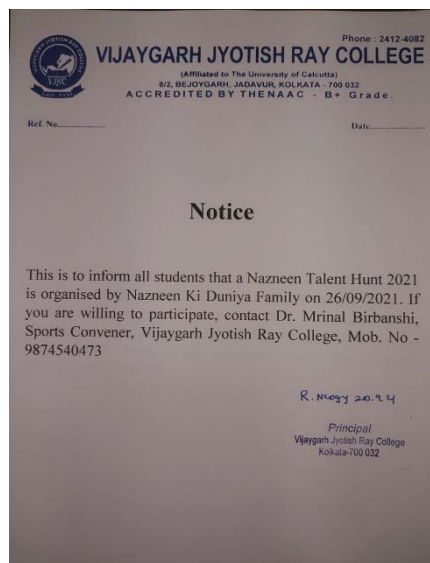 Phone : 2412-4082
VIJAYGARH JYOTISH RAY COLLEGE
(Affiliated to The University of Calcutta)
8/2, BEJOYGARH, JADAVUR, KOLKATA - 700 032
ACCREDITED BY THENAAC - B+ Grade.
VJRC
Ref. No....................
Date......................
Notice
This is to inform all students that a Nazneen Talent Hunt 2021
is organised by Nazneen Ki Duniya Family on 26/09/2021. If
you are willing to participate, contact Dr. Mrinal Birbanshi,
Sports Convener, Vijaygarh Jyotish Ray College, Mob. No -
9874540473
R. Neogy
Principal
Vijaygarh Jyotish Ray College
Kolkata-700 032